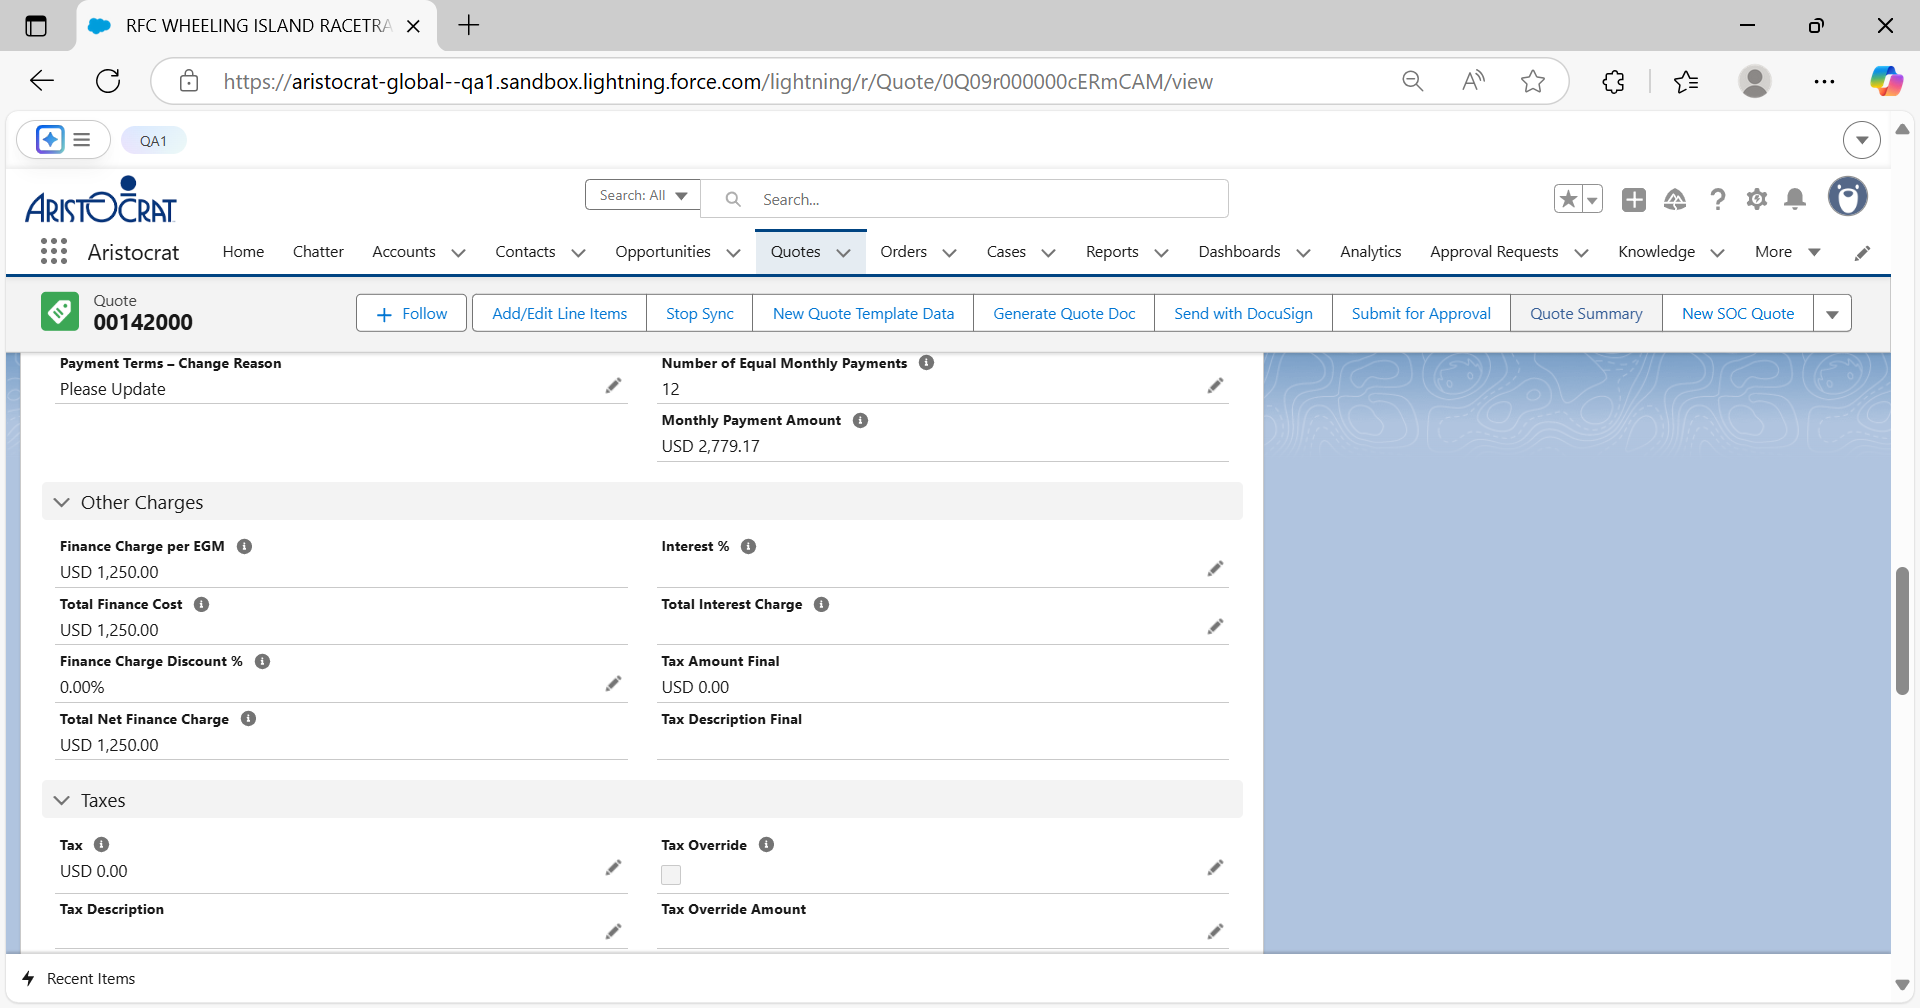 RFC WHEELING ISLAND RACETRA
https://aristocrat-global--qa1.sandbox.lightning.force.com/lightning/r/Quote/0Q09r000000cERmCAM/view
QA1
ARISTOCRAT
Search: All
Search...
Aristocrat
Home Chatter Accounts Contacts Opportunities Quotes Orders Cases Reports Dashboards Analytics Approval Requests Knowledge More
Quote
00142000
Follow Add/Edit Line Items Stop Sync New Quote Template Data Generate Quote Doc Send with DocuSign Submit for Approval Quote Summary New SOC Quote
Payment Terms – Change Reason
Please Update
Number of Equal Monthly Payments
12
Monthly Payment Amount
USD 2,779.17
Other Charges
Finance Charge per EGM
USD 1,250.00
Interest %
Total Finance Cost
USD 1,250.00
Total Interest Charge
Finance Charge Discount %
0.00%
Tax Amount Final
USD 0.00
Total Net Finance Charge
USD 1,250.00
Tax Description Final
Taxes
Tax
USD 0.00
Tax Override
Tax Description
Tax Override Amount
Recent Items